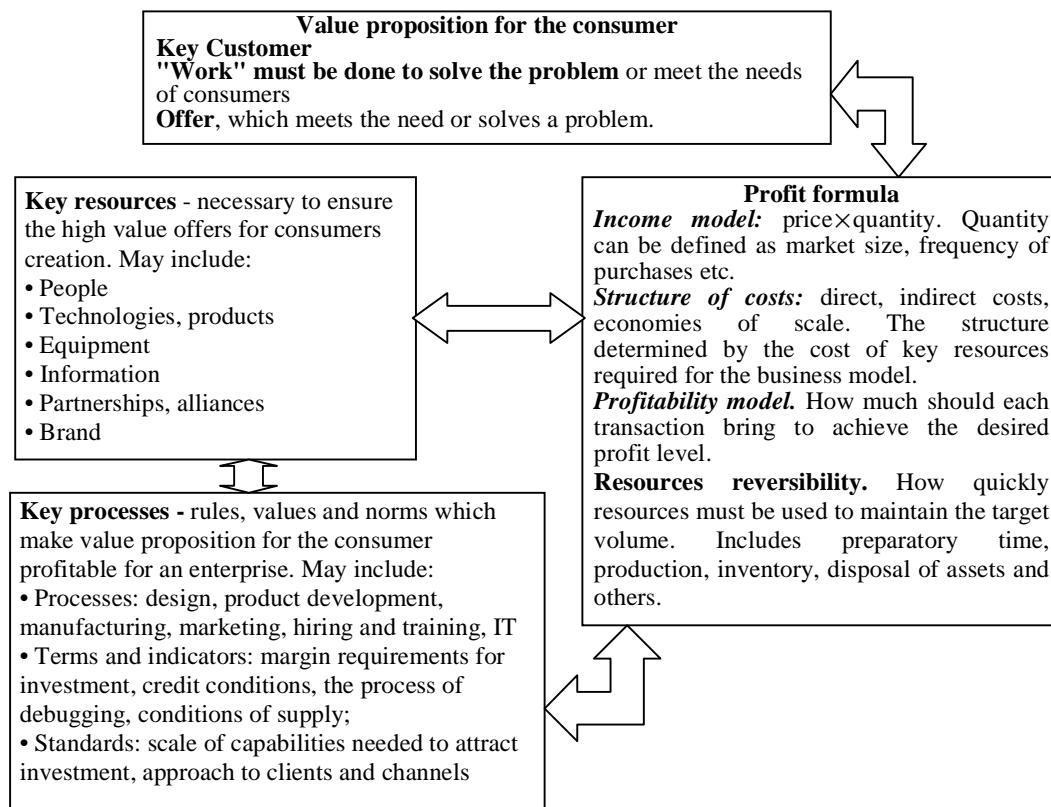 Value proposition for the consumer
Key Customer
"Work" must be done to solve the problem or meet the needs
of consumers
Offer, which meets the need or solves a problem.
Key resources - necessary to ensure
the high value offers for consumers
creation. May include:
• People
• Technologies, products
• Equipment
• Information
• Partnerships, alliances
• Brand
Profit formula
Income model: price×quantity. Quantity
can be defined as market size, frequency of
purchases etc.
Structure of costs: direct, indirect costs,
economies of scale. The structure
determined by the cost of key resources
required for the business model.
Profitability model. How much should each
transaction bring to achieve the desired
profit level.
Resources reversibility. How quickly
resources must be used to maintain the target
volume. Includes preparatory time,
production, inventory, disposal of assets and
others.
Key processes - rules, values and norms which
make value proposition for the consumer
profitable for an enterprise. May include:
• Processes: design, product development,
manufacturing, marketing, hiring and training, IT
• Terms and indicators: margin requirements for
investment, credit conditions, the process of
debugging, conditions of supply;
• Standards: scale of capabilities needed to attract
investment, approach to clients and channels